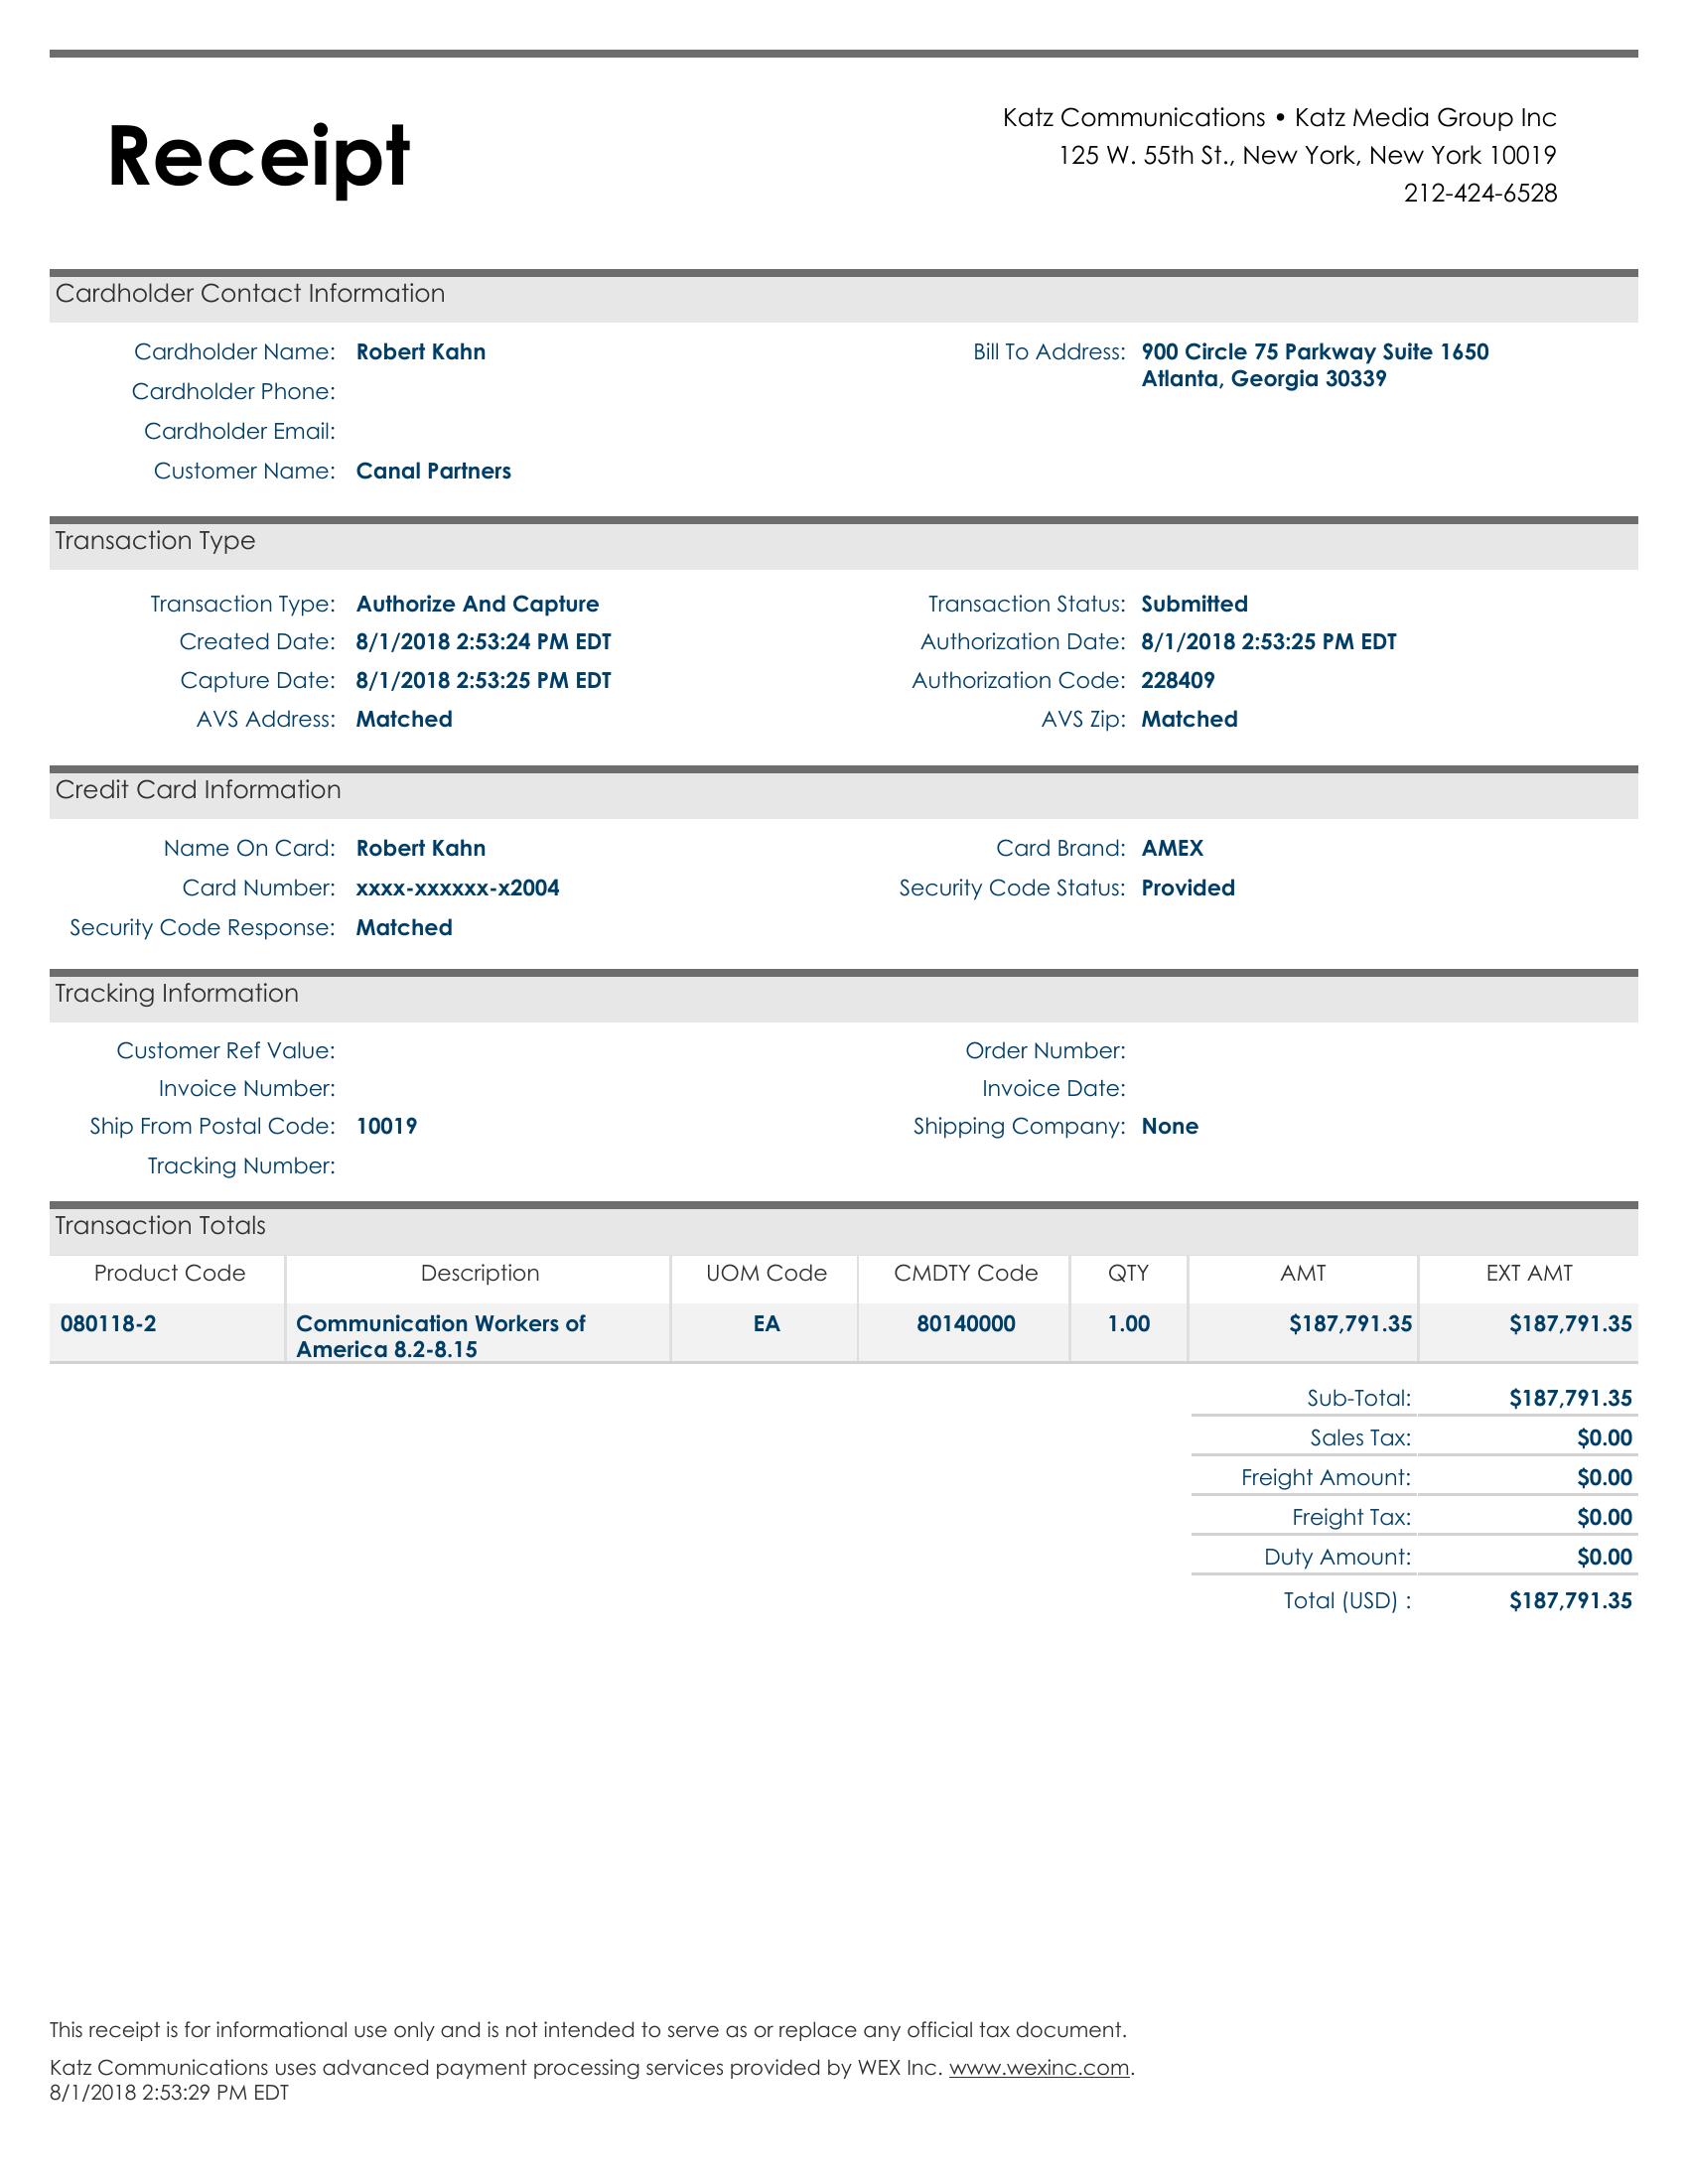 Receipt
Katz Communications • Katz Media Group Inc
125 W. 55th St., New York, New York 10019
212-424-6528
Cardholder Contact Information
Cardholder Name: Robert Kahn
Bill To Address: 900 Circle 75 Parkway Suite 1650
Atlanta, Georgia 30339
Cardholder Phone:
Cardholder Email:
Customer Name: Canal Partners
Transaction Type
Transaction Type: Authorize And Capture Transaction Status: Submitted
Created Date: 8/1/2018 2:53:24 PM EDT Authorization Date: 8/1/2018 2:53:25 PM EDT
Capture Date: 8/1/2018 2:53:25 PM EDT Authorization Code: 228409
AVS Address: Matched AVS Zip: Matched
Credit Card Information
Name On Card: Robert Kahn Card Brand: AMEX
Card Number: xxxx-xxxxxx-x2004 Security Code Status: Provided
Security Code Response: Matched
Tracking Information
Customer Ref Value: Order Number:
Invoice Number: Invoice Date:
Ship From Postal Code: 10019 Shipping Company: None
Tracking Number:
Transaction Totals
Product Code Description UOM Code CMDTY Code QTY AMT EXT AMT
080118-2 Communication Workers of EA 80140000 1.00 $187,791.35 $187,791.35
America 8.2-8.15
Sub-Total: $187,791.35
Sales Tax: $0.00
Freight Amount: $0.00
Freight Tax: $0.00
Duty Amount: $0.00
Total (USD) : $187,791.35
This receipt is for informational use only and is not intended to serve as or replace any official tax document.
Katz Communications uses advanced payment processing services provided by WEX Inc. www.wexinc.com.
8/1/2018 2:53:29 PM EDT